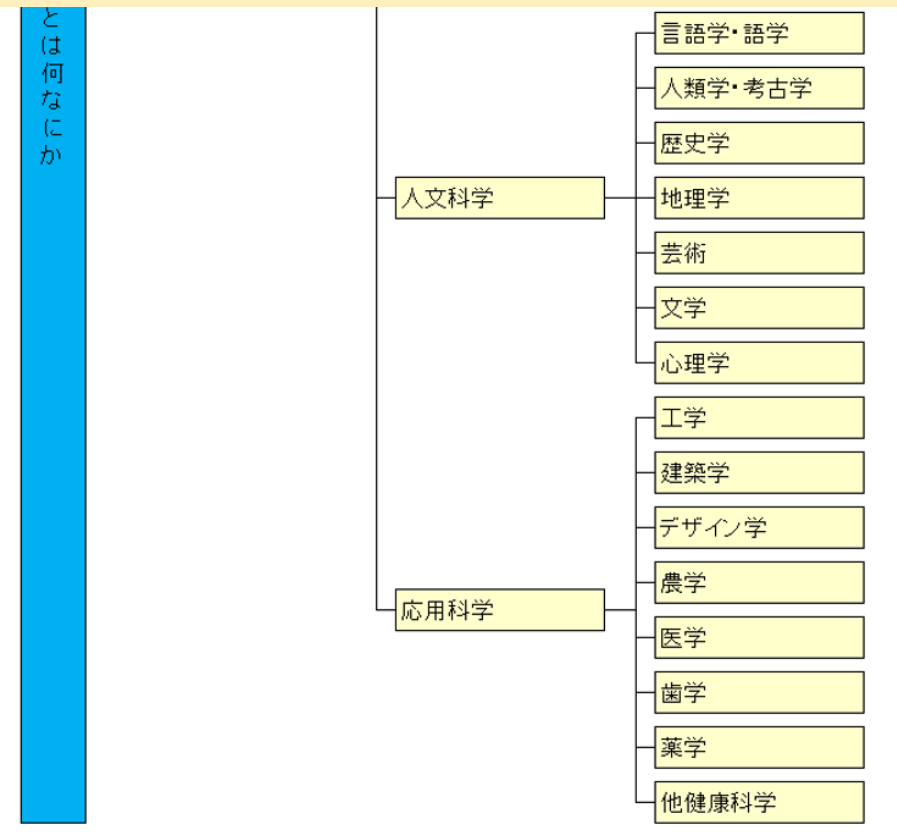 とは何なにか
言語学・語学
人類学・考古学
歴史学
人文科学
地理学
芸術
文学
心理学
工学
建築学
デザイン学
農学
応用科学
医学
歯学
薬学
他健康科学